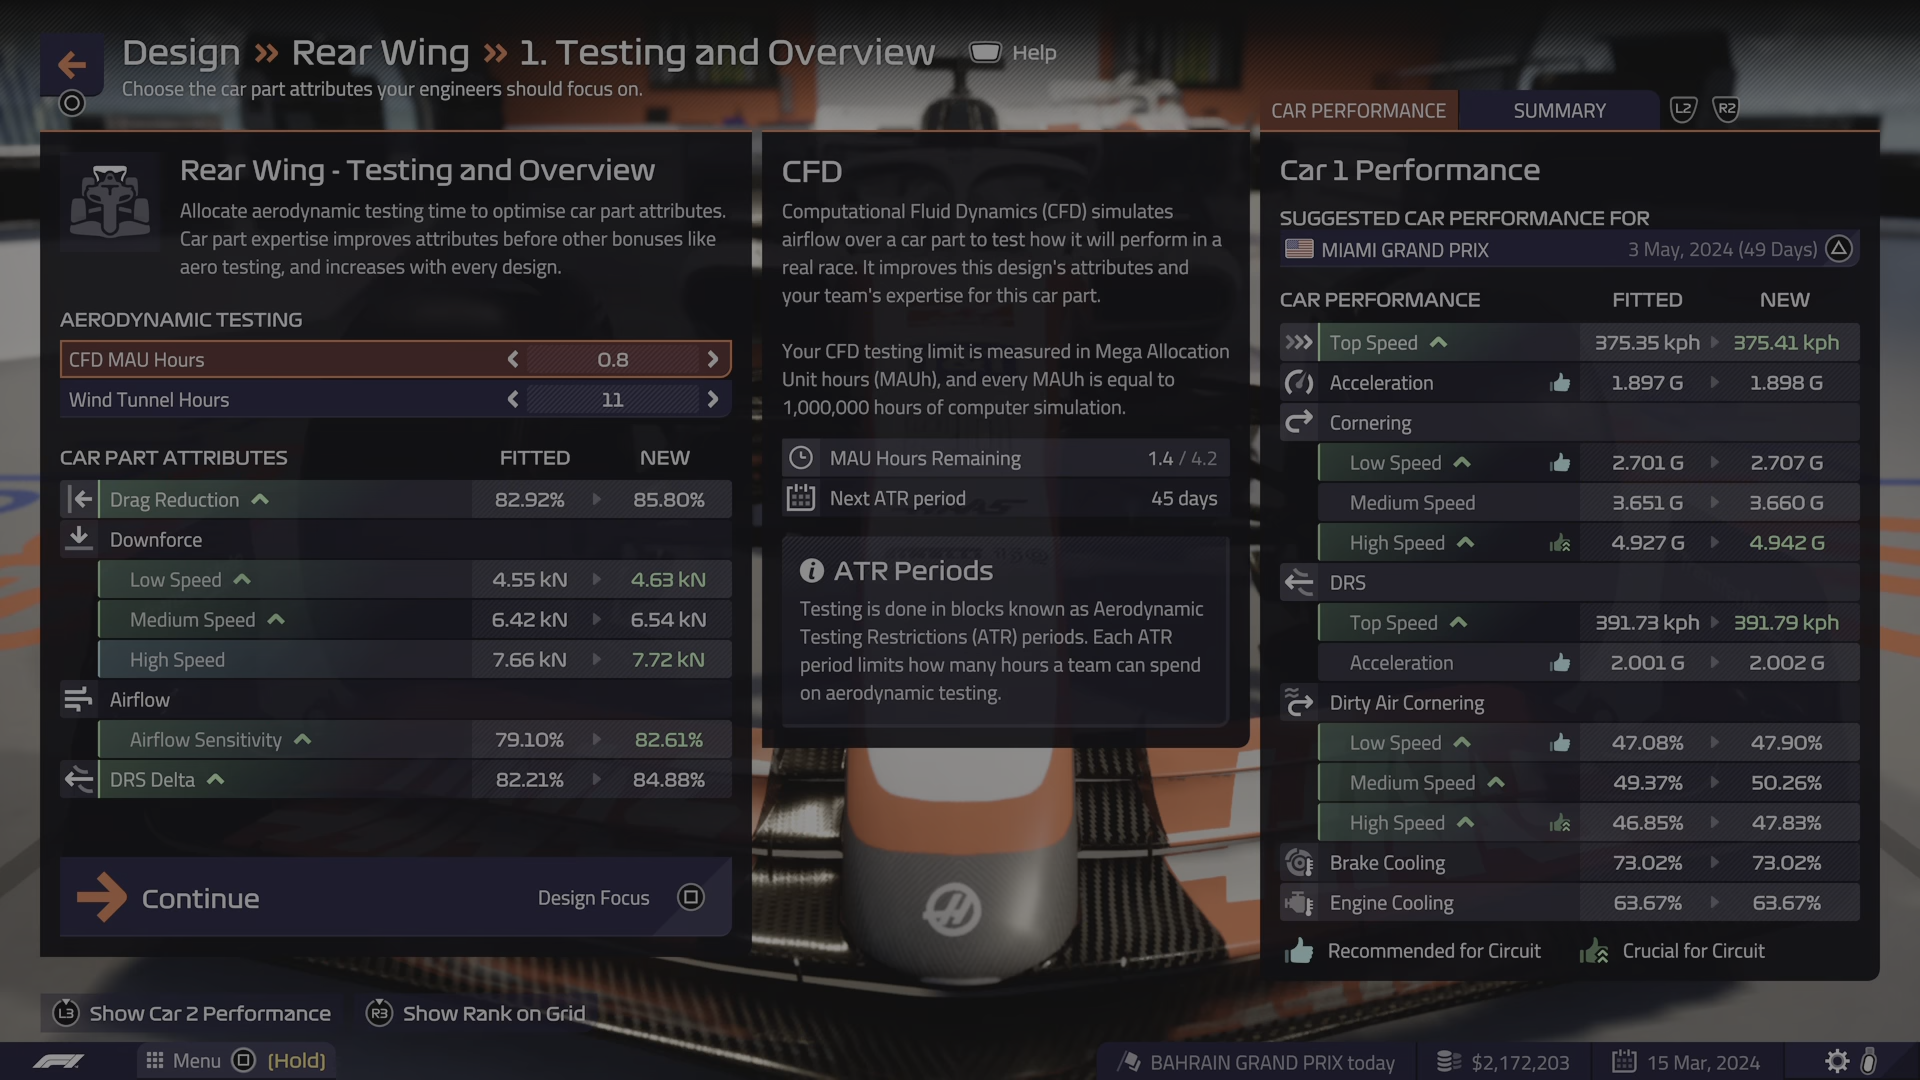 Design » Rear Wing » 1. Testing and Overview
Help
Choose the car part attributes your engineers should focus on.
Rear Wing - Testing and Overview
Allocate aerodynamic testing time to optimise car part attributes.
Car part expertise improves attributes before other bonuses like
aero testing, and increases with every design.
AERODYNAMIC TESTING
CFD MAU Hours 0.8
Wind Tunnel Hours 11
CAR PART ATTRIBUTES FITTED NEW
Drag Reduction 82.92% 85.80%
Downforce
Low Speed 4.55 kN 4.63 kN
Medium Speed 6.42 kN 6.54 kN
High Speed 7.66 kN 7.72 kN
Airflow
Airflow Sensitivity 79.10% 82.61%
DRS Delta 82.21% 84.88%
Continue
Design Focus
CFD
Computational Fluid Dynamics (CFD) simulates
airflow over a car part to test how it will perform in a
real race. It improves this design's attributes and
your team's expertise for this car part.
Your CFD testing limit is measured in Mega Allocation
Unit hours (MAUh), and every MAUh is equal to
1,000,000 hours of computer simulation.
MAU Hours Remaining 1.4 / 4.2
Next ATR period 45 days
ATR Periods
Testing is done in blocks known as Aerodynamic
Testing Restrictions (ATR) periods. Each ATR
period limits how many hours a team can spend
on aerodynamic testing.
CAR PERFORMANCE SUMMARY L2 R2
Car 1 Performance
SUGGESTED CAR PERFORMANCE FOR
MIAMI GRAND PRIX 3 May, 2024 (49 Days)
CAR PERFORMANCE FITTED NEW
Top Speed 375.35 kph 375.41 kph
Acceleration 1.897 G 1.898 G
Cornering
Low Speed 2.701 G 2.707 G
Medium Speed 3.651 G 3.660 G
High Speed 4.927 G 4.942 G
DRS
Top Speed 391.73 kph 391.79 kph
Acceleration 2.001 G 2.002 G
Dirty Air Cornering
Low Speed 47.08% 47.90%
Medium Speed 49.37% 50.26%
High Speed 46.85% 47.83%
Brake Cooling 73.02% 73.02%
Engine Cooling 63.67% 63.67%
Recommended for Circuit Crucial for Circuit
L3 Show Car 2 Performance R3 Show Rank on Grid
F1 Menu (Hold)
BAHRAIN GRAND PRIX today $2,172,203 15 Mar, 2024